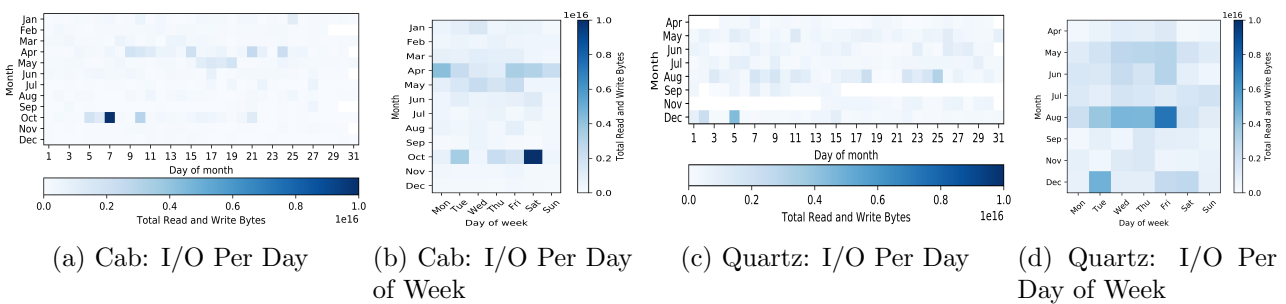 Jan
Feb
Mar
Apr
May
Jun
Jul
Aug
Sep
Oct
Nov
Dec
Month
1 3 5 7 9 11 13 15 17 19 21 23 25 27 29 31
Day of month
0.0 0.2 0.4 0.6 0.8 1.0
Total Read and Write Bytes 1e16
(a) Cab: I/O Per Day
Jan
Feb
Mar
Apr
May
Jun
Jul
Aug
Sep
Oct
Nov
Dec
Month
Mon Tue Wed Thu Fri Sat Sun
Day of week
1e16
1.0
0.8
0.6
0.4
0.2
0.0
Total Read and Write Bytes
(b) Cab: I/O Per Day
of Week
Apr
May
Jun
Jul
Aug
Sep
Nov
Dec
Month
1 3 5 7 9 11 13 15 17 19 21 23 25 27 29 31
Day of month
0.0 0.2 0.4 0.6 0.8 1.0
Total Read and Write Bytes 1e16
(c) Quartz: I/O Per Day
Apr
May
Jun
Jul
Aug
Sep
Nov
Dec
Month
Mon Tue Wed Thu Fri Sat Sun
Day of week
1e16
1.0
0.8
0.6
0.4
0.2
0.0
Total Read and Write Bytes
(d) Quartz: I/O Per
Day of Week